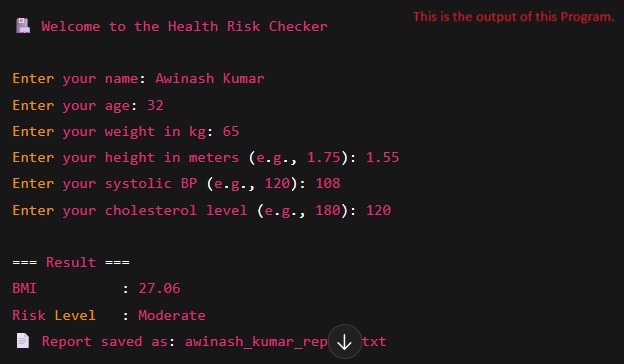 Welcome to the Health Risk Checker
This is the output of this Program.
Enter your name: Awinash Kumar
Enter your age: 32
Enter your weight in kg: 65
Enter your height in meters (e.g., 1.75): 1.55
Enter your systolic BP (e.g., 120): 108
Enter your cholesterol level (e.g., 180): 120
=== Result ===
BMI : 27.06
Risk Level : Moderate
Report saved as: